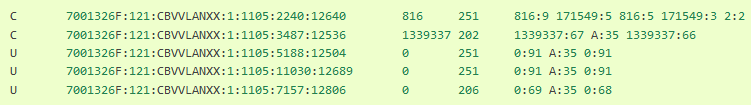 C 7001326F:121:CBVVLANXX:1:1105:2240:12640 816 251 816:9 171549:5 816:5 171549:3 2:2
C 7001326F:121:CBVVLANXX:1:1105:3487:12536 1339337 202 1339337:67 A:35 1339337:66
U 7001326F:121:CBVVLANXX:1:1105:5188:12504 0 251 0:91 A:35 0:91
U 7001326F:121:CBVVLANXX:1:1105:11030:12689 0 251 0:91 A:35 0:91
U 7001326F:121:CBVVLANXX:1:1105:7157:12806 0 206 0:69 A:35 0:68